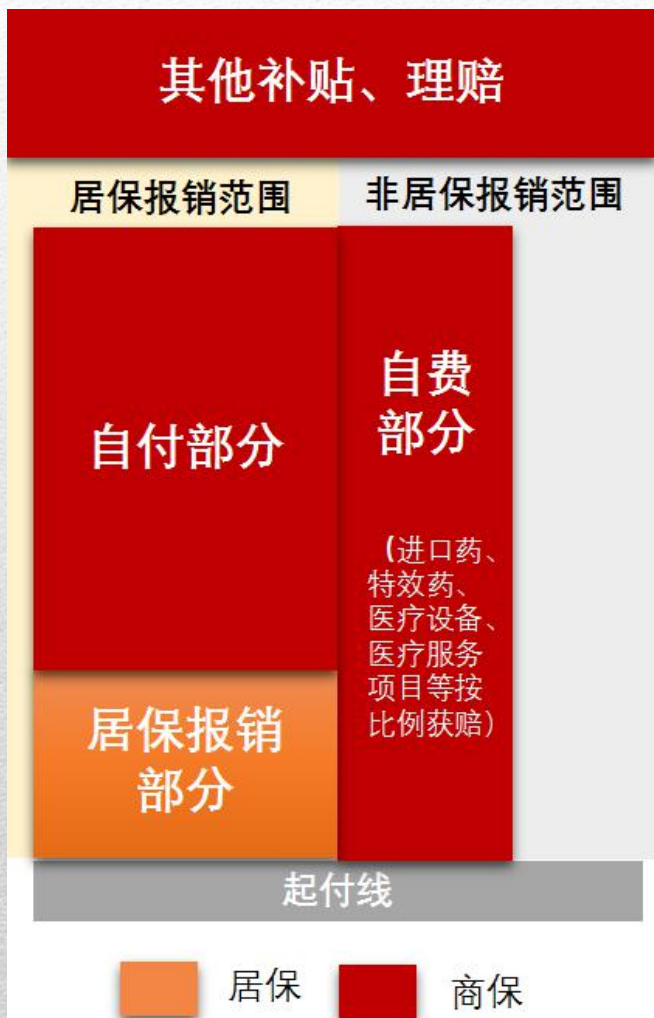 其他补贴、理赔
居保报销范围
非居保报销范围
自付部分
自费
部分
（进口药、
特效药、
医疗设备、
医疗服务
项目等按
比例获赔）
居保报销
部分
起付线
居保
商保